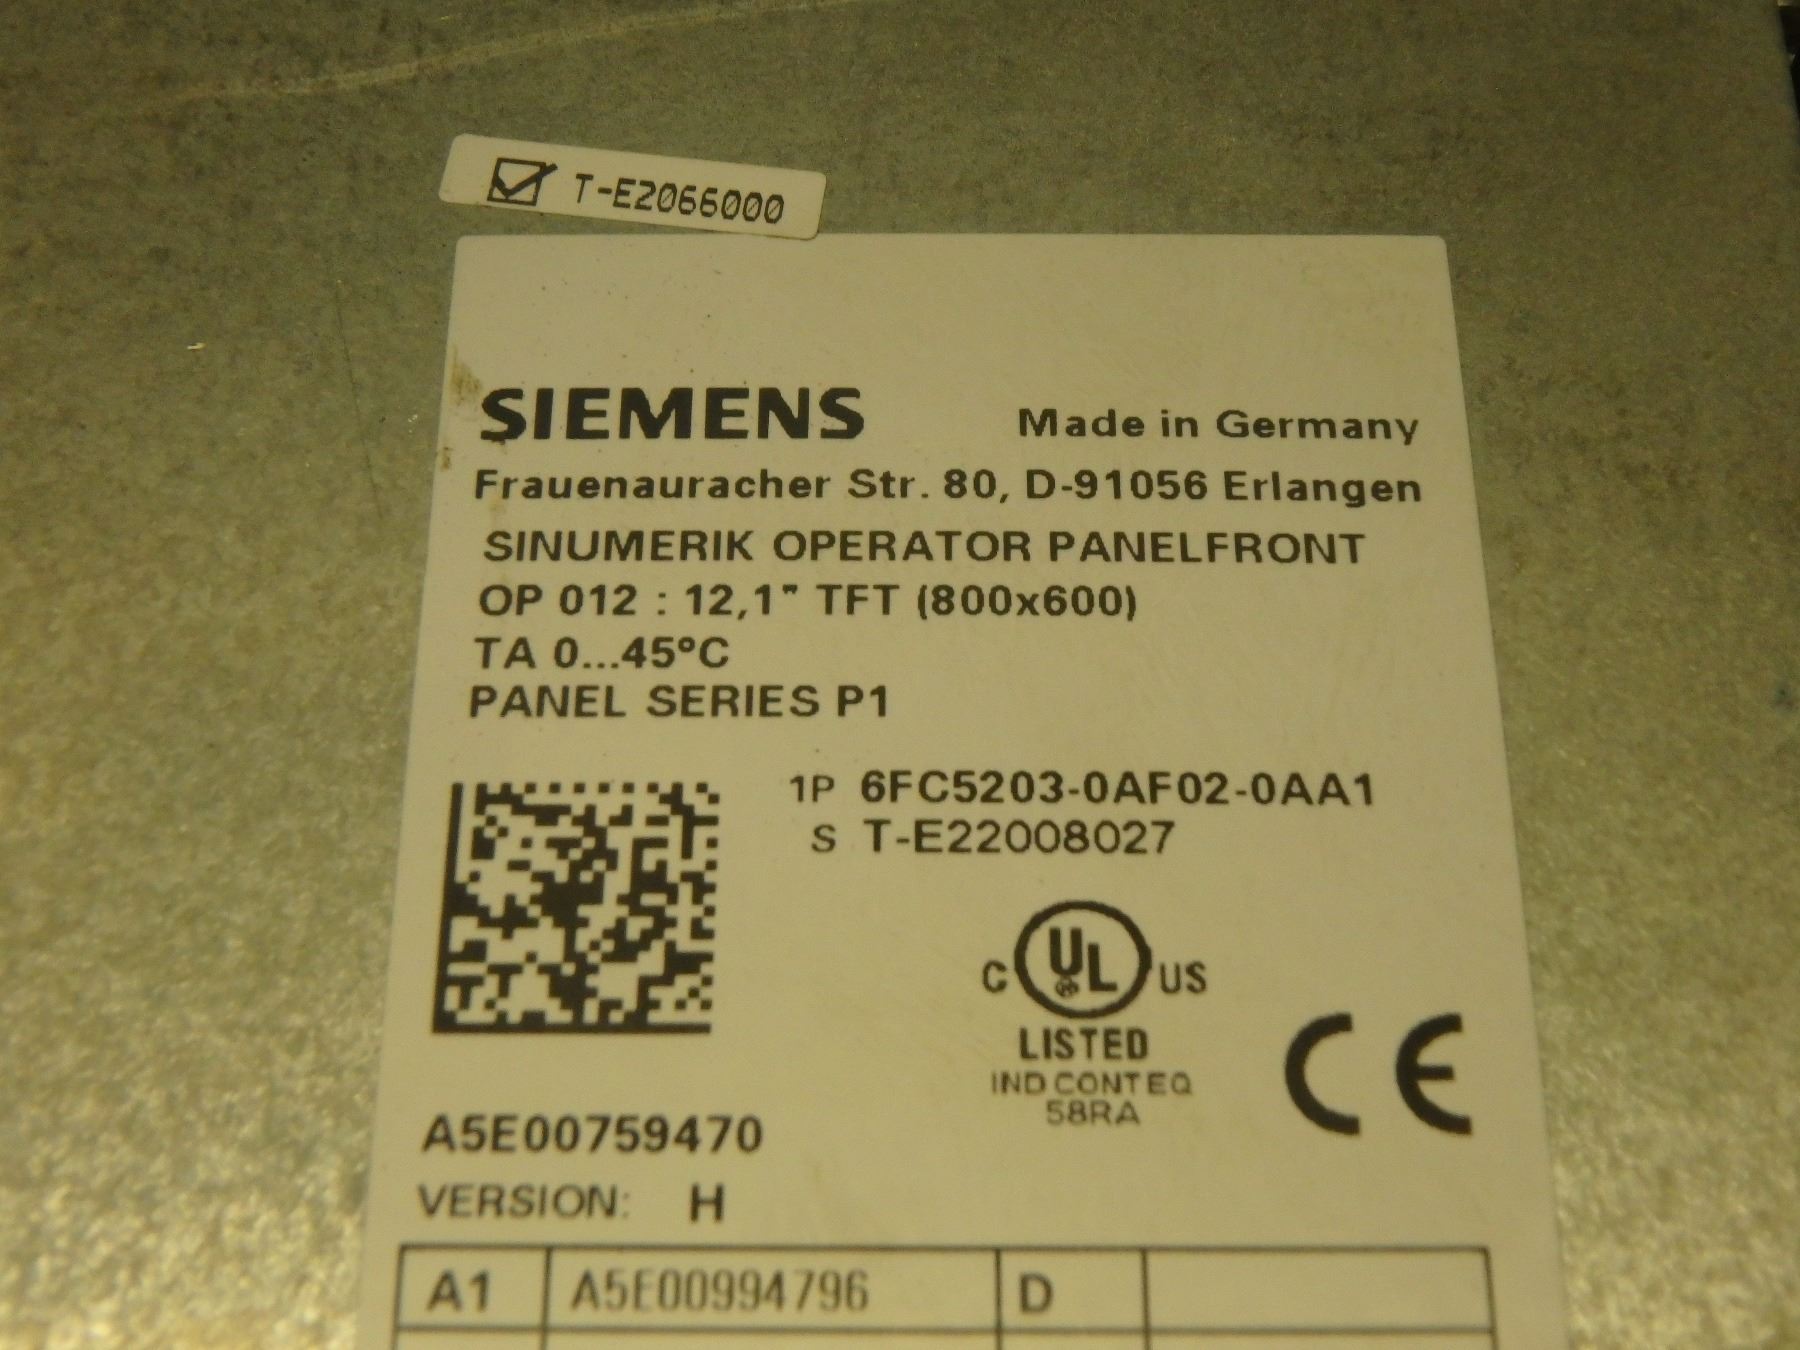 T-E2066000
SIEMENS Made in Germany
Frauenauracher Str. 80, D-91056 Erlangen
SINUMERIK OPERATOR PANELFRONT
OP 012 : 12,1" TFT (800x600)
TA 0...45°C
PANEL SERIES P1
1P 6FC5203-0AF02-0AA1
S T-E22008027
C UL US
LISTED
IND CONT EQ
58RA
CE
A5E00759470
VERSION: H
A1 A5E00994796 D